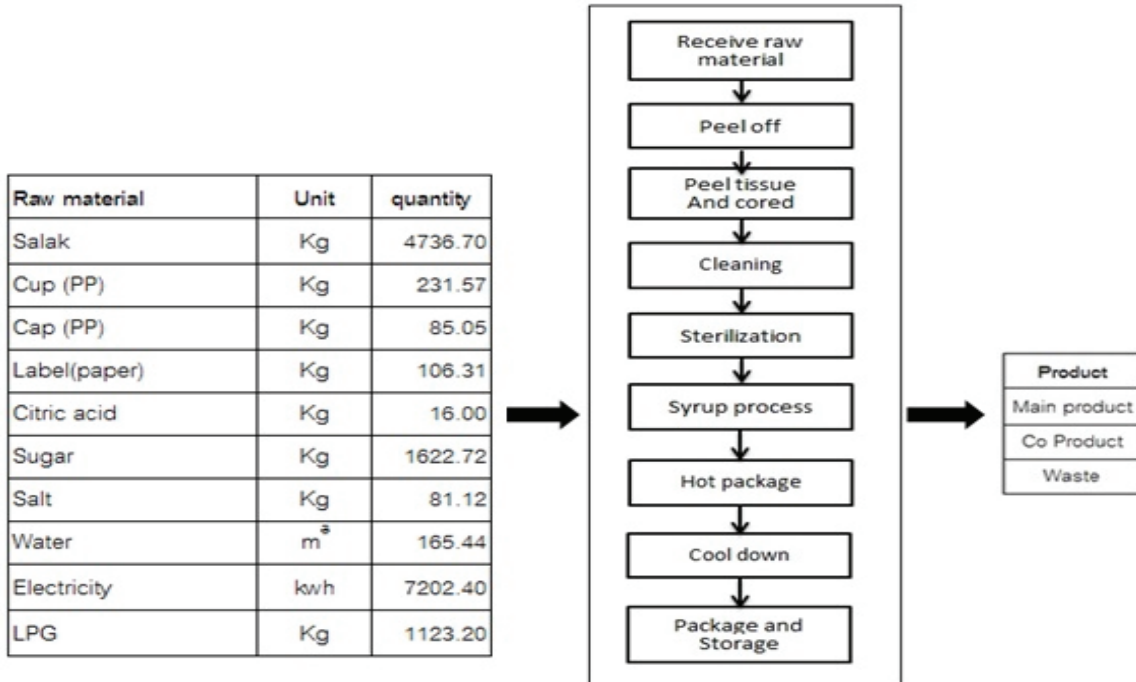 Raw material Unit quantity
Salak Kg 4736.70
Cup (PP) Kg 231.57
Cap (PP) Kg 85.05
Label(paper) Kg 106.31
Citric acid Kg 16.00
Sugar Kg 1622.72
Salt Kg 81.12
Water m³ 165.44
Electricity kwh 7202.40
LPG Kg 1123.20
Receive raw
material
Peel off
Peel tissue
And cored
Cleaning
Sterilization
Syrup process
Hot package
Cool down
Package and
Storage
Product
Main product
Co Product
Waste